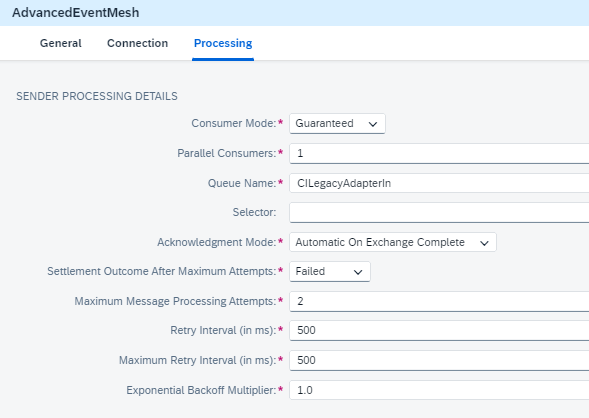 AdvancedEventMesh
General Connection Processing
SENDER PROCESSING DETAILS
Consumer Mode:* Guaranteed
Parallel Consumers:* 1
Queue Name:* CILegacyAdapterIn
Selector:
Acknowledgment Mode:* Automatic On Exchange Complete
Settlement Outcome After Maximum Attempts:* Failed
Maximum Message Processing Attempts:* 2
Retry Interval (in ms):* 500
Maximum Retry Interval (in ms):* 500
Exponential Backoff Multiplier:* 1.0